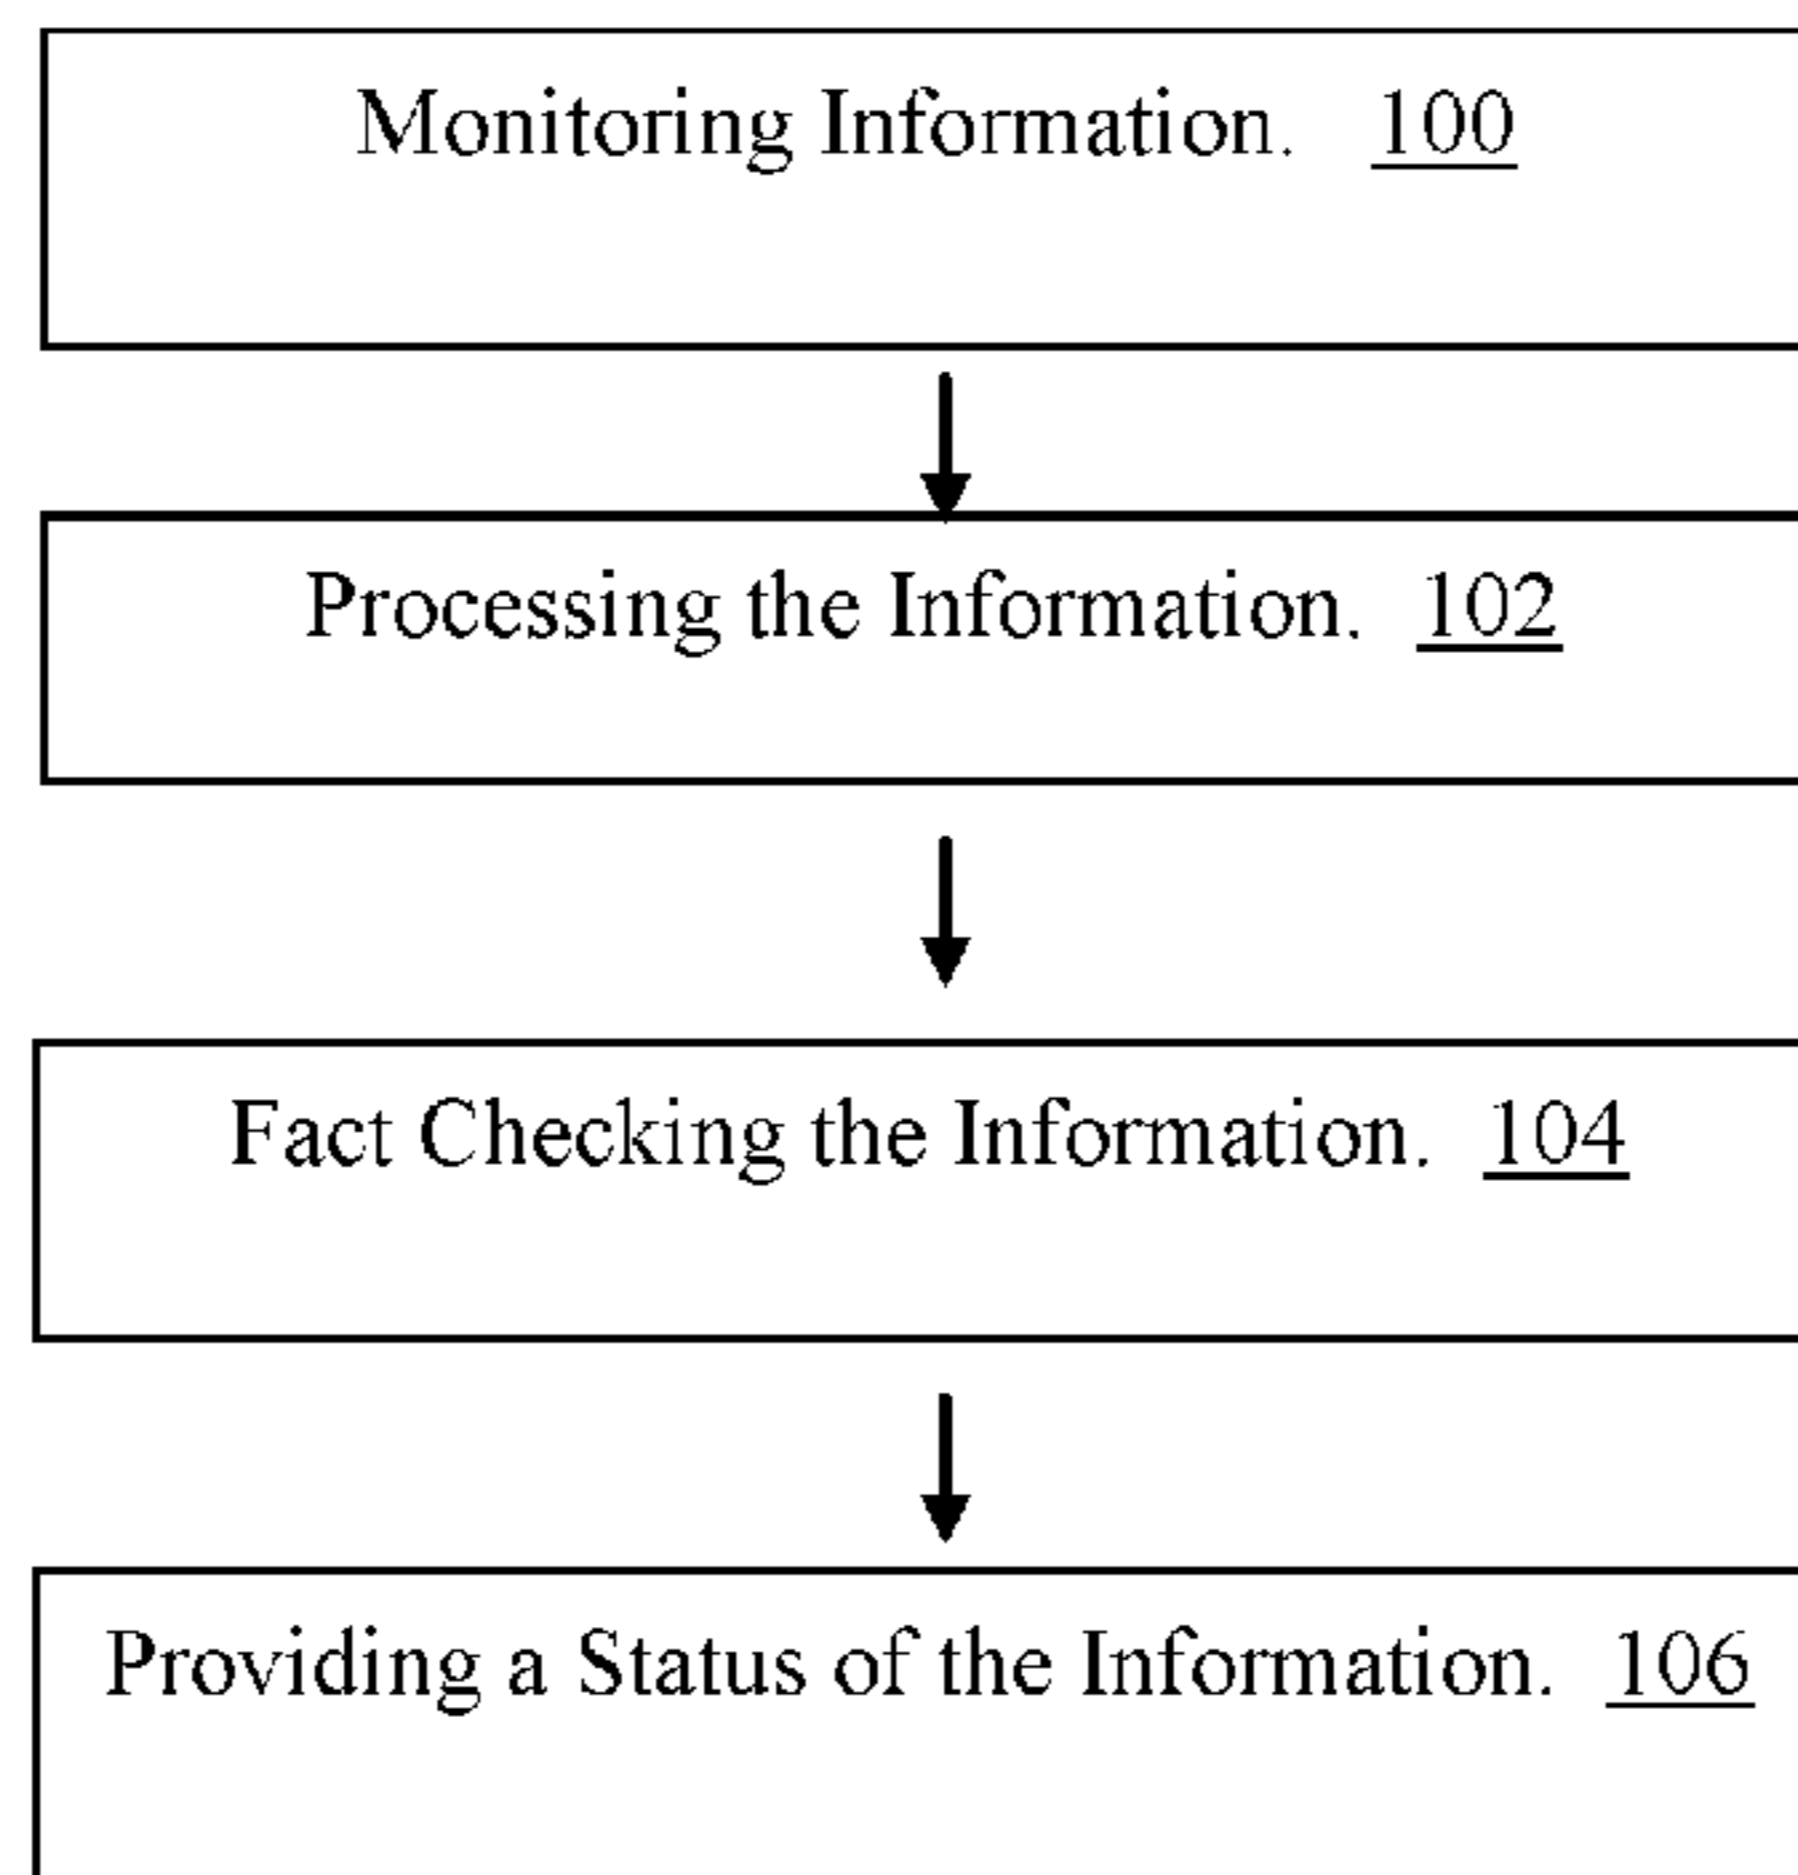 Monitoring Information. 100
Processing the Information. 102
Fact Checking the Information. 104
Providing a Status of the Information. 106